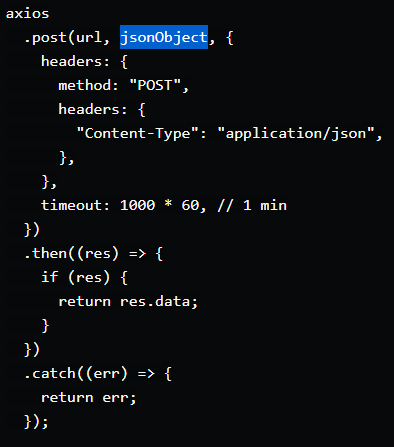 axios
  .post(url, jsonObject, {
    headers: {
      method: "POST",
      headers: {
        "Content-Type": "application/json",
      },
    },
    timeout: 1000 * 60, // 1 min
  })
  .then((res) => {
    if (res) {
      return res.data;
    }
  })
  .catch((err) => {
    return err;
  });